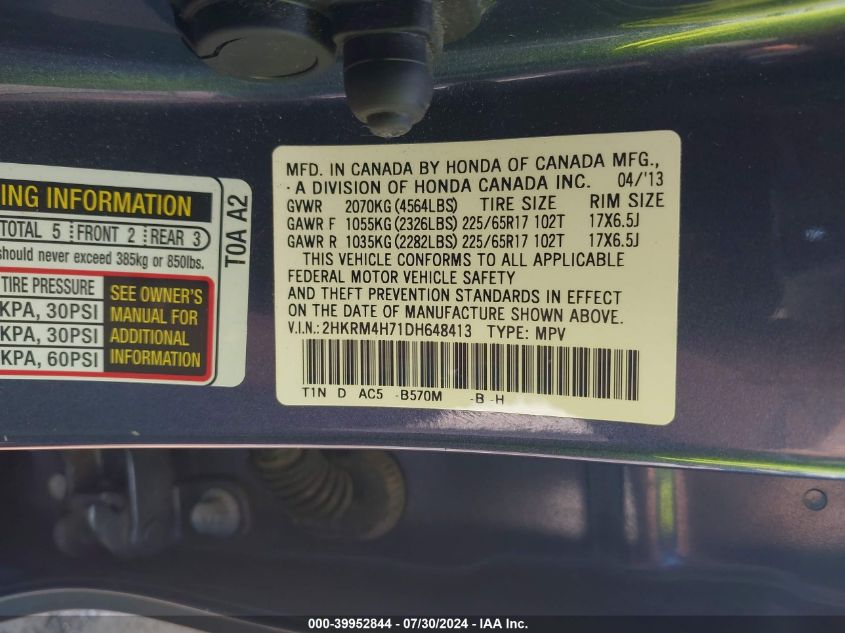 ING INFORMATION
TOTAL 5 FRONT 2 REAR 3
should never exceed 385kg or 850lbs.
TIRE PRESSURE
KPA, 30PSI
KPA, 30PSI
KPA, 60PSI
SEE OWNER'S
MANUAL FOR
ADDITIONAL
INFORMATION
T0A A2
MFD. IN CANADA BY HONDA OF CANADA MFG.,
A DIVISION OF HONDA CANADA INC. 04/'13
GVWR 2070KG (4564LBS) TIRE SIZE RIM SIZE
GAWR F 1055KG (2326LBS) 225/65R17 102T 17X6.5J
GAWR R 1035KG (2282LBS) 225/65R17 102T 17X6.5J
THIS VEHICLE CONFORMS TO ALL APPLICABLE
FEDERAL MOTOR VEHICLE SAFETY
AND THEFT PREVENTION STANDARDS IN EFFECT
ON THE DATE OF MANUFACTURE SHOWN ABOVE.
V.I.N.: 2HKRM4H71DH648413 TYPE: MPV
T1N D AC5 -B570M -B -H
000-39952844 / 07/30/2024 - IAA Inc.